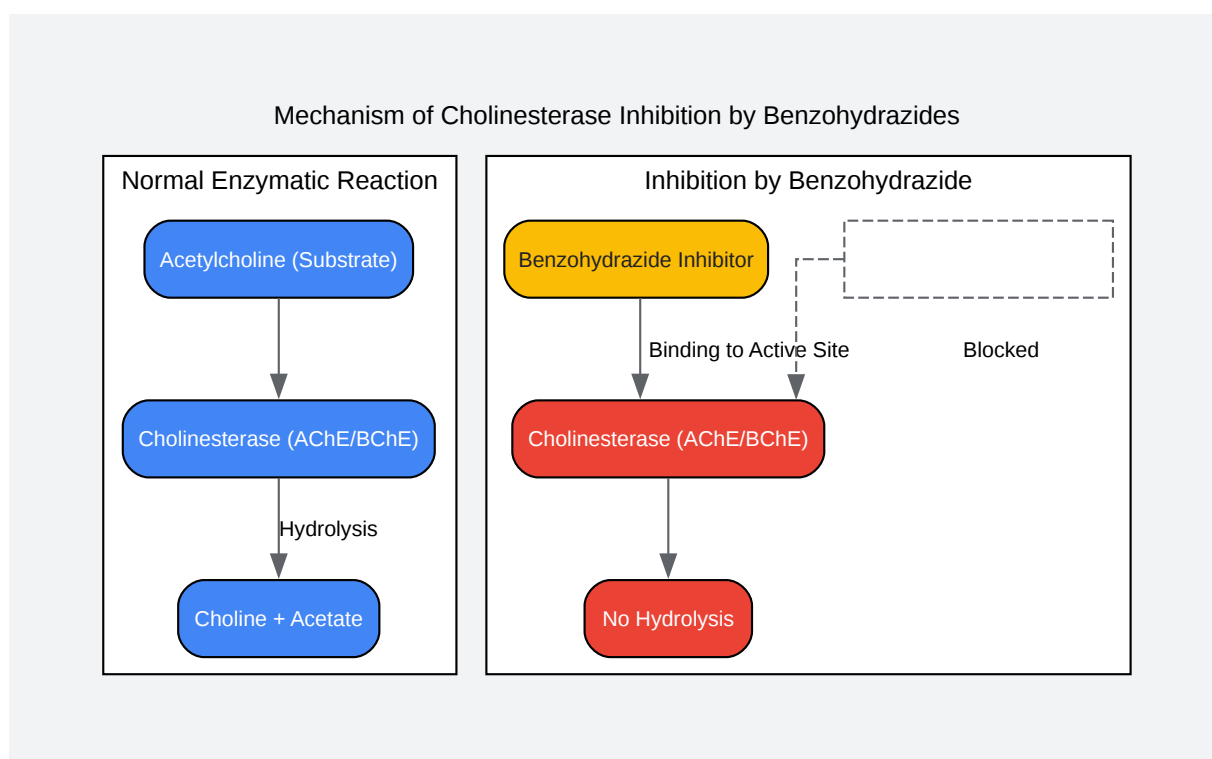 Mechanism of Cholinesterase Inhibition by Benzohydrazides
Normal Enzymatic Reaction
Acetylcholine (Substrate)
Cholinesterase (AChE/BChE)
Hydrolysis
Choline + Acetate
Inhibition by Benzohydrazide
Benzohydrazide Inhibitor
Binding to Active Site
Blocked
Cholinesterase (AChE/BChE)
No Hydrolysis